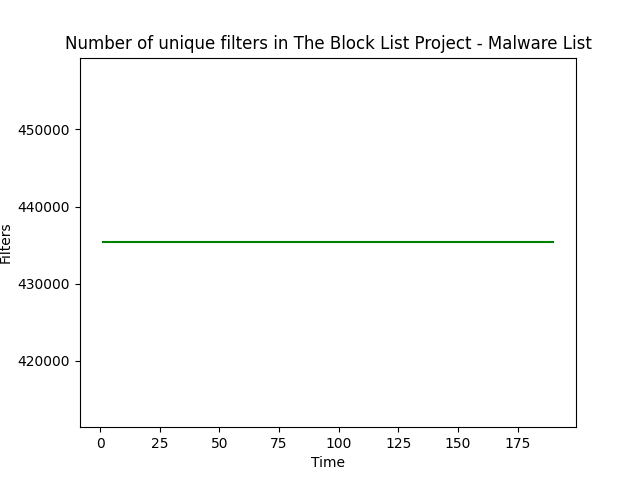 Number of unique filters in The Block List Project - Malware List
450000
440000
430000
420000
Filters
0 25 50 75 100 125 150 175
Time